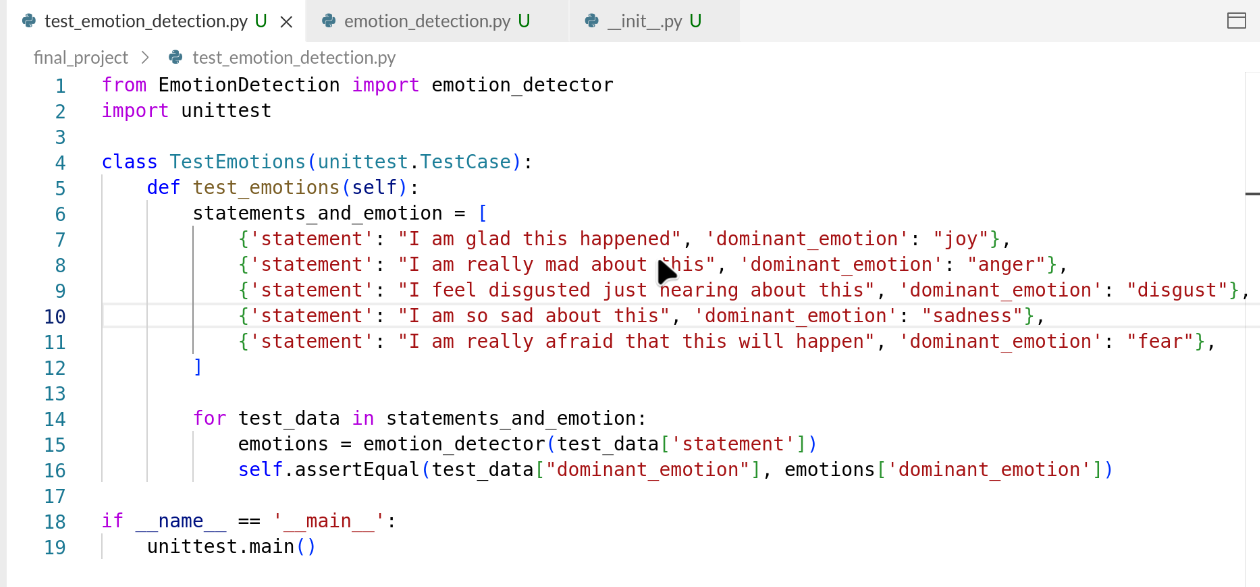 test_emotion_detection.py U
emotion_detection.py U
__init__.py U
final_project > test_emotion_detection.py
1 from EmotionDetection import emotion_detector
2 import unittest
3
4 class TestEmotions(unittest.TestCase):
5     def test_emotions(self):
6         statements_and_emotion = [
7             {'statement': "I am glad this happened", 'dominant_emotion': "joy"},
8             {'statement': "I am really mad about this", 'dominant_emotion': "anger"},
9             {'statement': "I feel disgusted just hearing about this", 'dominant_emotion': "disgust"},
10             {'statement': "I am so sad about this", 'dominant_emotion': "sadness"},
11             {'statement': "I am really afraid that this will happen", 'dominant_emotion': "fear"},
12         ]
13
14         for test_data in statements_and_emotion:
15             emotions = emotion_detector(test_data['statement'])
16             self.assertEqual(test_data["dominant_emotion"], emotions['dominant_emotion'])
17
18 if __name__ == '__main__':
19     unittest.main()